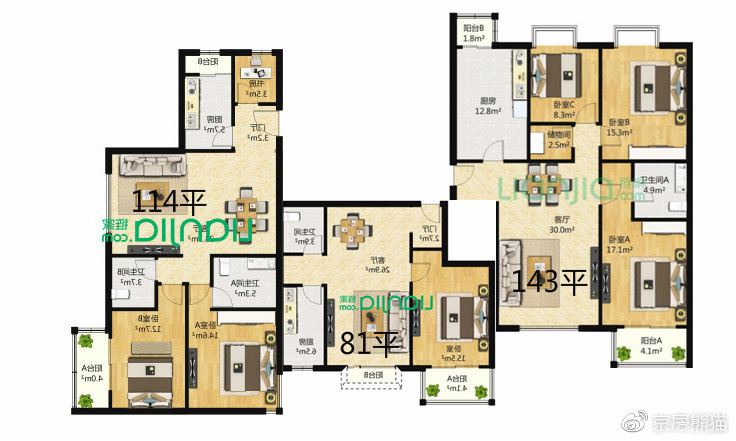 阳台B
书房
3.5m²
厨房
5.7m²
门厅
3.2m²
114平
链家
.com
Lianjia
卫生间B
3.7m²
卫生间A
5.3m²
卧室B
12.7m²
卧室A
14.6m²
阳台A
4.0m²
卫生间
3.9m²
门厅
2.7m²
客厅
26.9m²
链家
.com
Lianjia
81平
厨房
6.5m²
卧室
15.5m²
阳台B
阳台A
4.1m²
阳台B
1.8m²
厨房
12.8m²
卧室C
8.3m²
卧室B
15.3m²
储物间
2.5m²
Lianjia
链家
.com
卫生间A
4.9m²
客厅
30.0m²
卧室A
17.1m²
143平
阳台A
4.1m²
京房熊猫